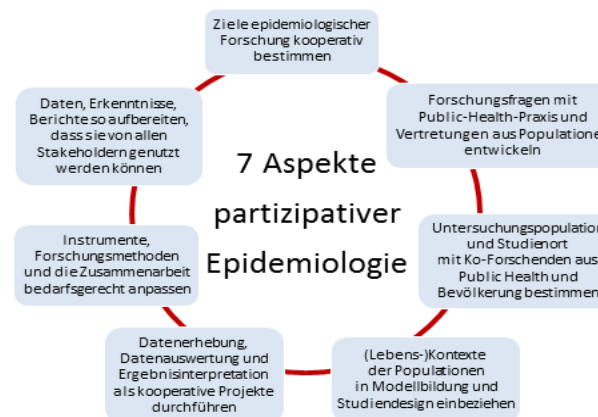 Ziele epidemiologischer
Forschung kooperativ
bestimmen
Forschungsfragen mit
Public-Health-Praxis und
Vertretungen aus Populatione
entwickeln
Untersuchungspopulation
und Studienort
mit Ko-Forschenden aus
Public Health und
Bevölkerung bestimmen
(Lebens-)Kontexte
der Populationen
in Modellbildung und
Studiendesign einbeziehen
Datenerhebung,
Datenauswertung und
Ergebnisinterpretation
als kooperative Projekte
durchführen
Instrumente,
Forschungsmethoden
und die Zusammenarbeit
bedarfsgerecht anpassen
Daten, Erkenntnisse,
Berichte so aufbereiten,
dass sie von allen
Stakeholdern genutzt
werden können
7 Aspekte
partizipativer
Epidemiologie